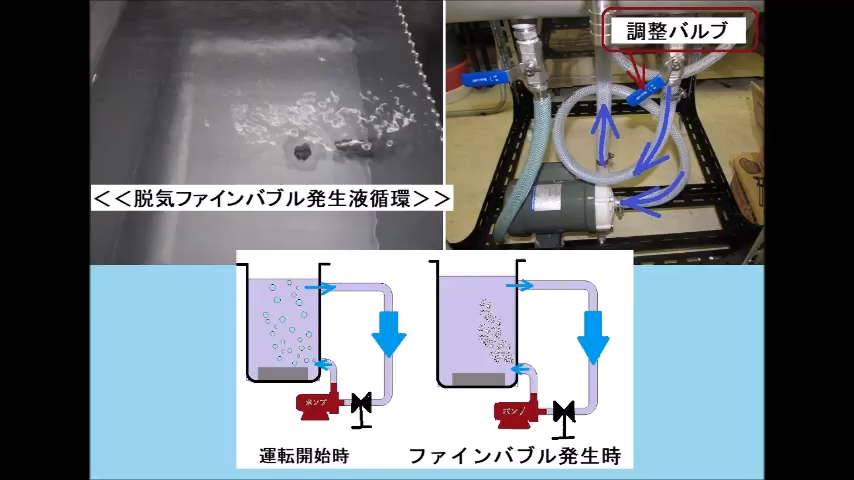 調整バルブ
<<脱気ファインバブル発生液循環>>
ポンプ
ポンプ
運転開始時
ファインバブル発生時